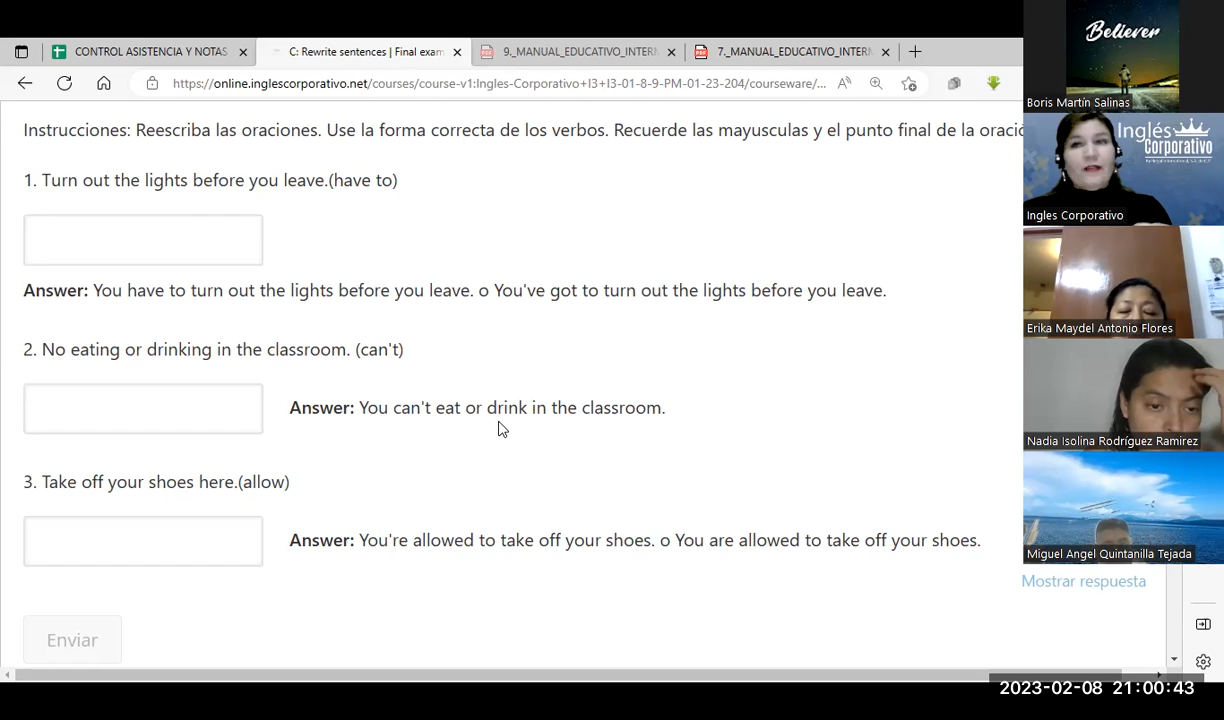 CONTROL ASISTENCIA Y NOTAS
C: Rewrite sentences | Final exam
9._MANUAL_EDUCATIVO_INTERN
7._MANUAL_EDUCATIVO_INTERN
https://online.inglescorporativo.net/courses/course-v1:Ingles-Corporativo+I3+I3-01-8-9-PM-01-23-204/courseware/...
Instrucciones: Reescriba las oraciones. Use la forma correcta de los verbos. Recuerde las mayusculas y el punto final de la oracio
1. Turn out the lights before you leave.(have to)
Answer: You have to turn out the lights before you leave. o You've got to turn out the lights before you leave.
2. No eating or drinking in the classroom. (can't)
Answer: You can't eat or drink in the classroom.
3. Take off your shoes here.(allow)
Answer: You're allowed to take off your shoes. o You are allowed to take off your shoes.
Mostrar respuesta
Enviar
Believer
Boris Martín Salinas
Inglés
Corporativo
Ingles Corporativo
Erika Maydel Antonio Flores
Nadia Isolina Rodríguez Ramirez
Miguel Angel Quintanilla Tejada
2023-02-08 21:00:43